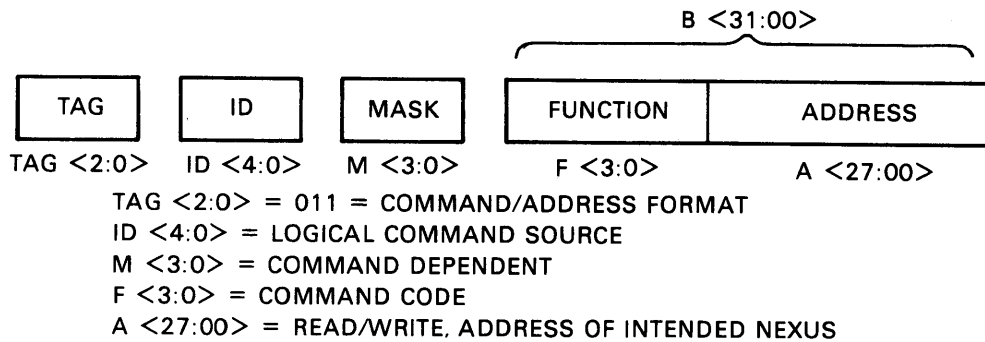 B <31:00>
TAG ID MASK FUNCTION ADDRESS
TAG <2:0> ID <4:0> M <3:0> F <3:0> A <27:00>
TAG <2:0> = 011 = COMMAND/ADDRESS FORMAT
ID <4:0> = LOGICAL COMMAND SOURCE
M <3:0> = COMMAND DEPENDENT
F <3:0> = COMMAND CODE
A <27:00> = READ/WRITE, ADDRESS OF INTENDED NEXUS